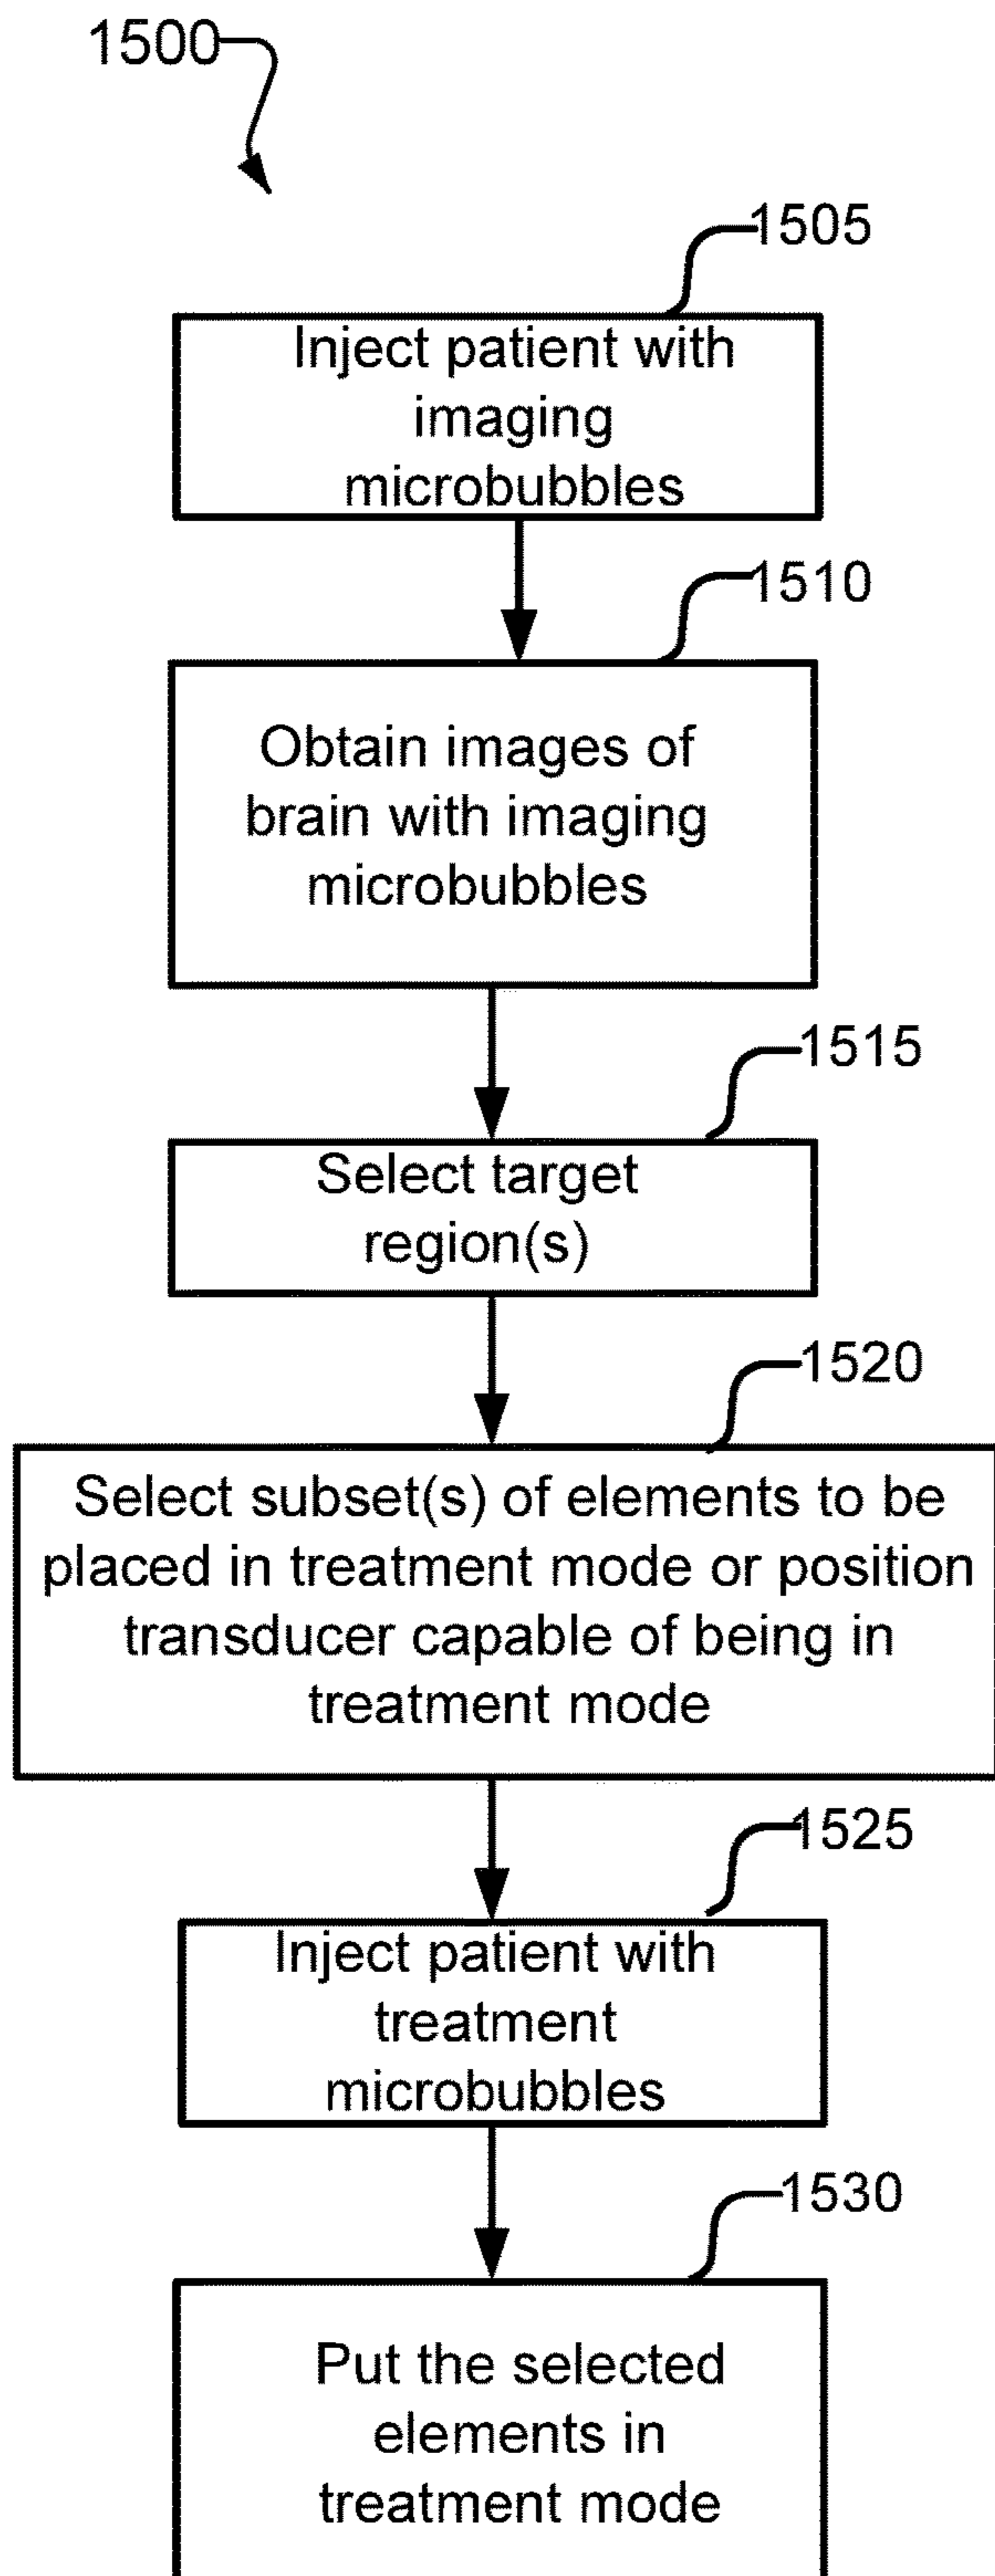 1500
1505
Inject patient with
imaging
microbubbles
1510
Obtain images of
brain with imaging
microbubbles
1515
Select target
region(s)
1520
Select subset(s) of elements to be
placed in treatment mode or position
transducer capable of being in
treatment mode
1525
Inject patient with
treatment
microbubbles
1530
Put the selected
elements in
treatment mode